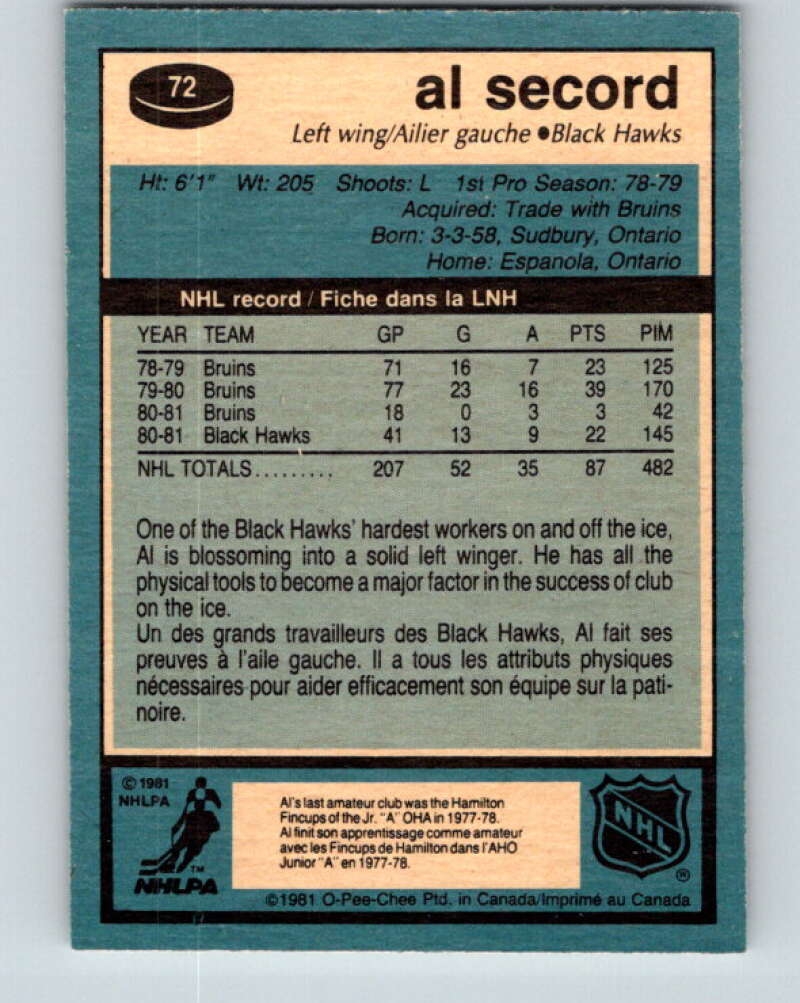 72
al secord
Left wing/Ailier gauche ●Black Hawks
Ht: 6'1" Wt: 205 Shoots: L 1st Pro Season: 78-79
Acquired: Trade with Bruins
Born: 3-3-58, Sudbury, Ontario
Home: Espanola, Ontario
NHL record / Fiche dans la LNH
YEAR TEAM GP G A PTS PIM
78-79 Bruins 71 16 7 23 125
79-80 Bruins 77 23 16 39 170
80-81 Bruins 18 0 3 3 42
80-81 Black Hawks 41 13 9 22 145
NHL TOTALS......... 207 52 35 87 482
One of the Black Hawks' hardest workers on and off the ice,
Al is blossoming into a solid left winger. He has all the
physical tools to become a major factor in the success of club
on the ice.
Un des grands travailleurs des Black Hawks, Al fait ses
preuves à l'aile gauche. Il a tous les attributs physiques
nécessaires pour aider efficacement son équipe sur la pati-
noire.
© 1981
NHLPA
TM
NHLPA
Al's last amateur club was the Hamilton
Fincups of the Jr. "A" OHA in 1977-78.
Al finit son apprentissage comme amateur
avec les Fincups de Hamilton dans l'AHO
Junior "A" en 1977-78.
NHL
®
©1981 O-Pee-Chee Ptd. in Canada/Imprimé au Canada